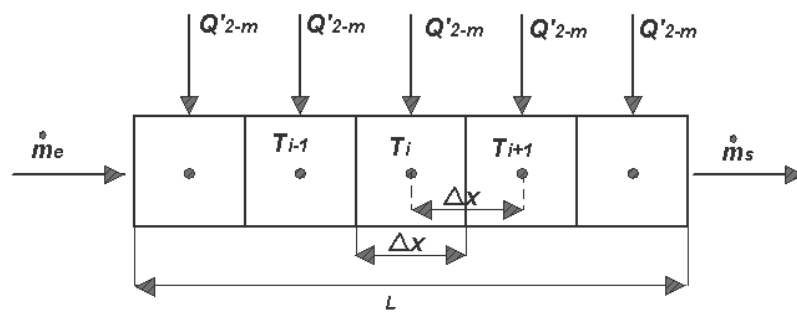 Q'2-m Q'2-m Q'2-m Q'2-m Q'2-m
ṁe Ti-1 Ti Ti+1 ṁs
Δx
Δx
L